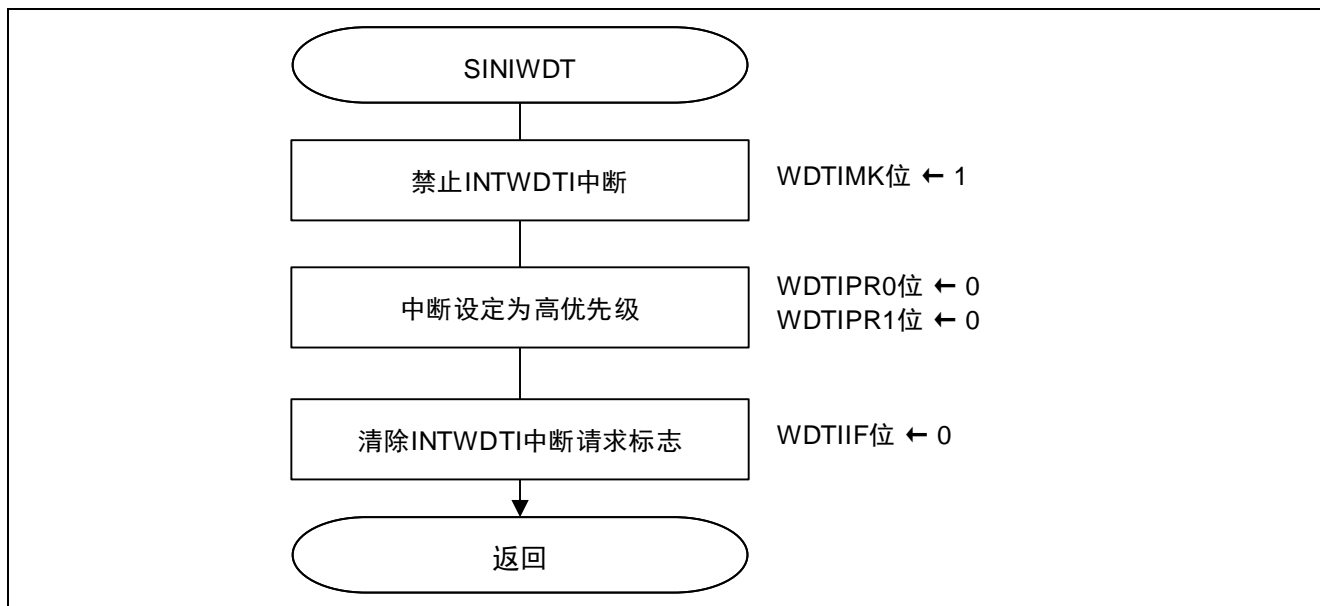 SINIWDT
禁止INTWDTI中断
WDTIMK位 ← 1
中断设定为高优先级
WDTIPR0位 ← 0
WDTIPR1位 ← 0
清除INTWDTI中断请求标志
WDTIIF位 ← 0
返回